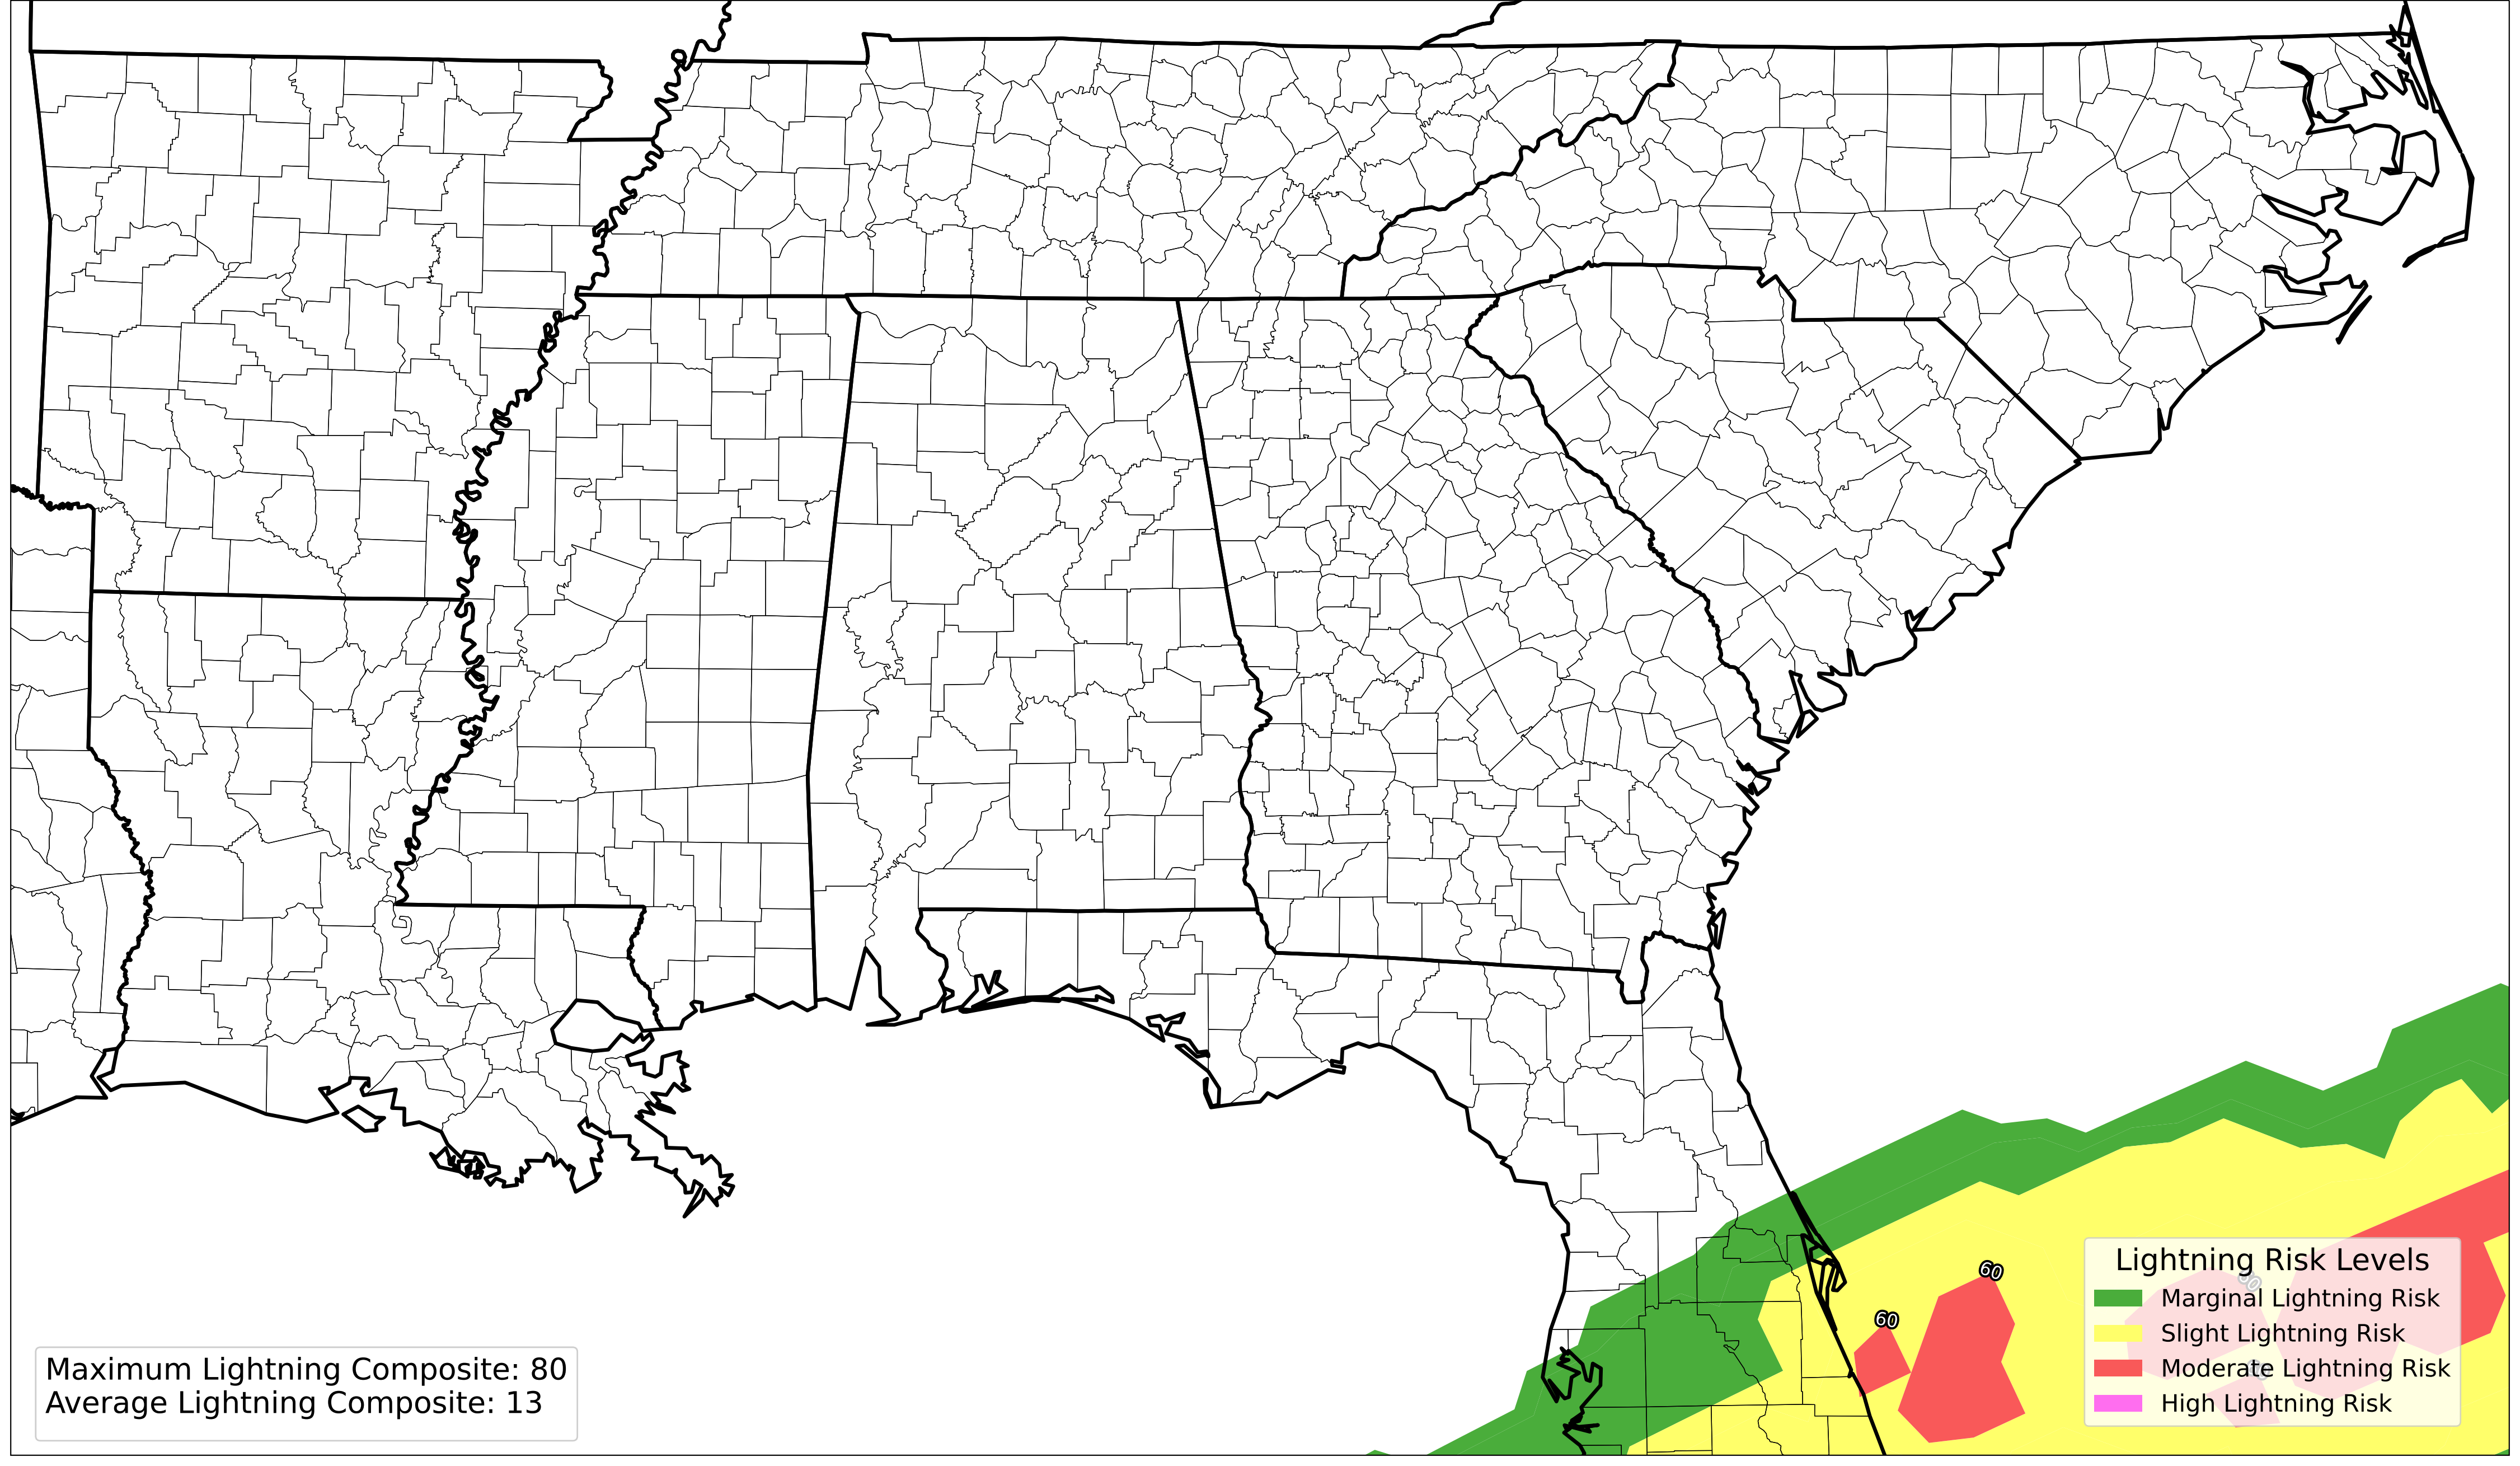 60
60
Lightning Risk Levels
Marginal Lightning Risk
Slight Lightning Risk
Moderate Lightning Risk
High Lightning Risk
Maximum Lightning Composite: 80
Average Lightning Composite: 13